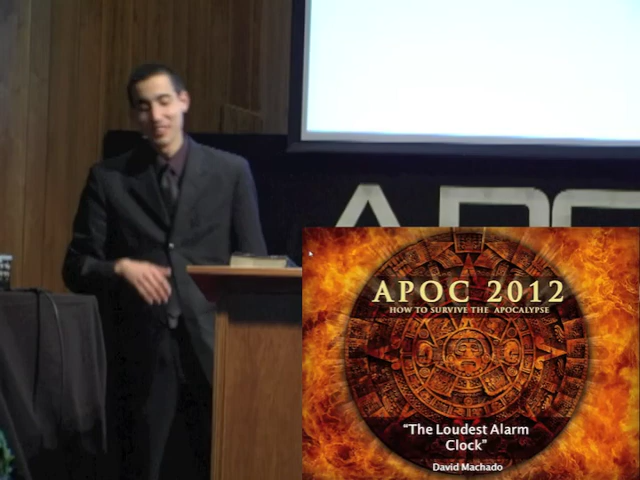 APOC 2012
HOW TO SURVIVE THE APOCALYPSE
“The Loudest Alarm
Clock”
David Machado